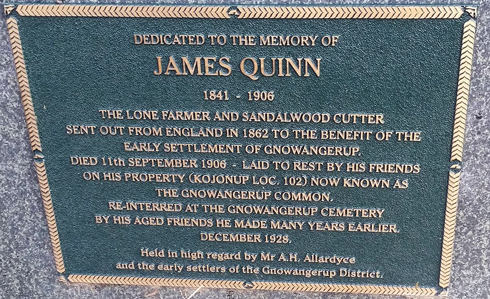 DEDICATED TO THE MEMORY OF
JAMES QUINN
1841 - 1906
THE LONE FARMER AND SANDALWOOD CUTTER
SENT OUT FROM ENGLAND IN 1862 TO THE BENEFIT OF THE
EARLY SETTLEMENT OF GNOWANGERUP.
DIED 11th SEPTEMBER 1906 - LAID TO REST BY HIS FRIENDS
ON HIS PROPERTY (KOJONUP LOC. 102) NOW KNOWN AS
THE GNOWANGERUP COMMON.
RE-INTERRED AT THE GNOWANGERUP CEMETERY
BY HIS AGED FRIENDS HE MADE MANY YEARS EARLIER.
DECEMBER 1928.
Held in high regard by Mr A.H. Allardyce
and the early settlers of the Gnowangerup District.